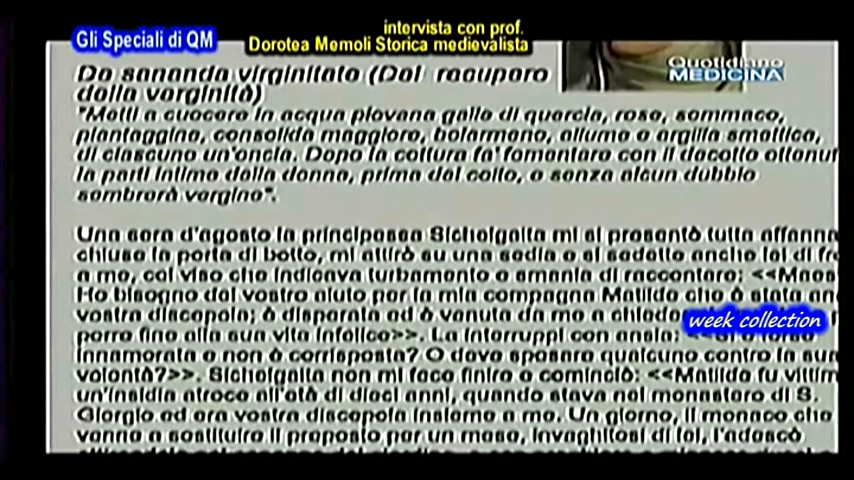 Gli Speciali di QM
intervista con prof.
Dorotea Memoli Storica medievalista
Quotidiano
MEDICINA
De sananda virginitate (Del recupero
della verginità)
"Metti a cuocere in acqua piovana galle di quercia, rose, sommaco,
piantaggine, consolida maggiore, bolarmeno, allume e argilla smettica,
di ciascuno un'oncia. Dopo la cottura fa' fomentare con il decotto ottenut
le parti intime della donna, prima del coito, e senza alcun dubbio
sembrerà vergine".
Una sera d'agosto la principessa Sichelgaita mi si presentò tutta affanna
chiuse la porta di botto, mi attirò su una sedia e si sedette anche lei di fr
a me, col viso che indicava turbamento e smania di raccontare: <<Maes
Ho bisogno del vostro aiuto per la mia compagna Matilde che è stata an
vostra discepola; è disperata ed è venuta da me a chiede
week collection
porre fine alla sua vita infelice>>. La interruppi con ansia: <<Si è forse
innamorata e non è corrisposta? O deve sposare qualcuno contro la sua
volontà?>>. Sichelgaita non mi fece finire e cominciò: <<Matilde fu vittim
un'insidia atroce all'età di dieci anni, quando stava nel monastero di S.
Giorgio ed era vostra discepola insieme a me. Un giorno, il monaco che
venne a sostituire il preposto per un mese, invaghitosi di lei, l'adescò